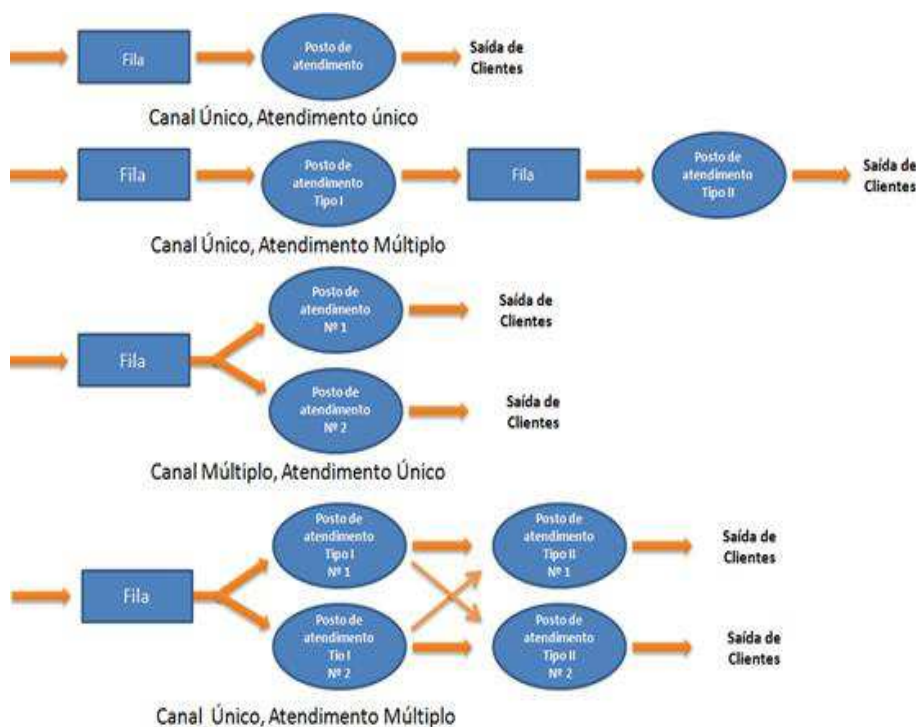 Fila
Posto de
atendimento
Saída de
Clientes
Canal Único, Atendimento único
Fila
Posto de
atendimento
Tipo I
Fila
Posto de
atendimento
Tipo II
Saída de
Clientes
Canal Único, Atendimento Múltiplo
Fila
Posto de
atendimento
Nº 1
Saída de
Clientes
Posto de
atendimento
Nº 2
Saída de
Clientes
Canal Múltiplo, Atendimento Único
Fila
Posto de
atendimento
Tipo I
Nº 1
Posto de
atendimento
Tipo II
Nº 1
Saída de
Clientes
Posto de
atendimento
Tio I
Nº 2
Posto de
atendimento
Tipo II
Nº 2
Saída de
Clientes
Canal Único, Atendimento Múltiplo